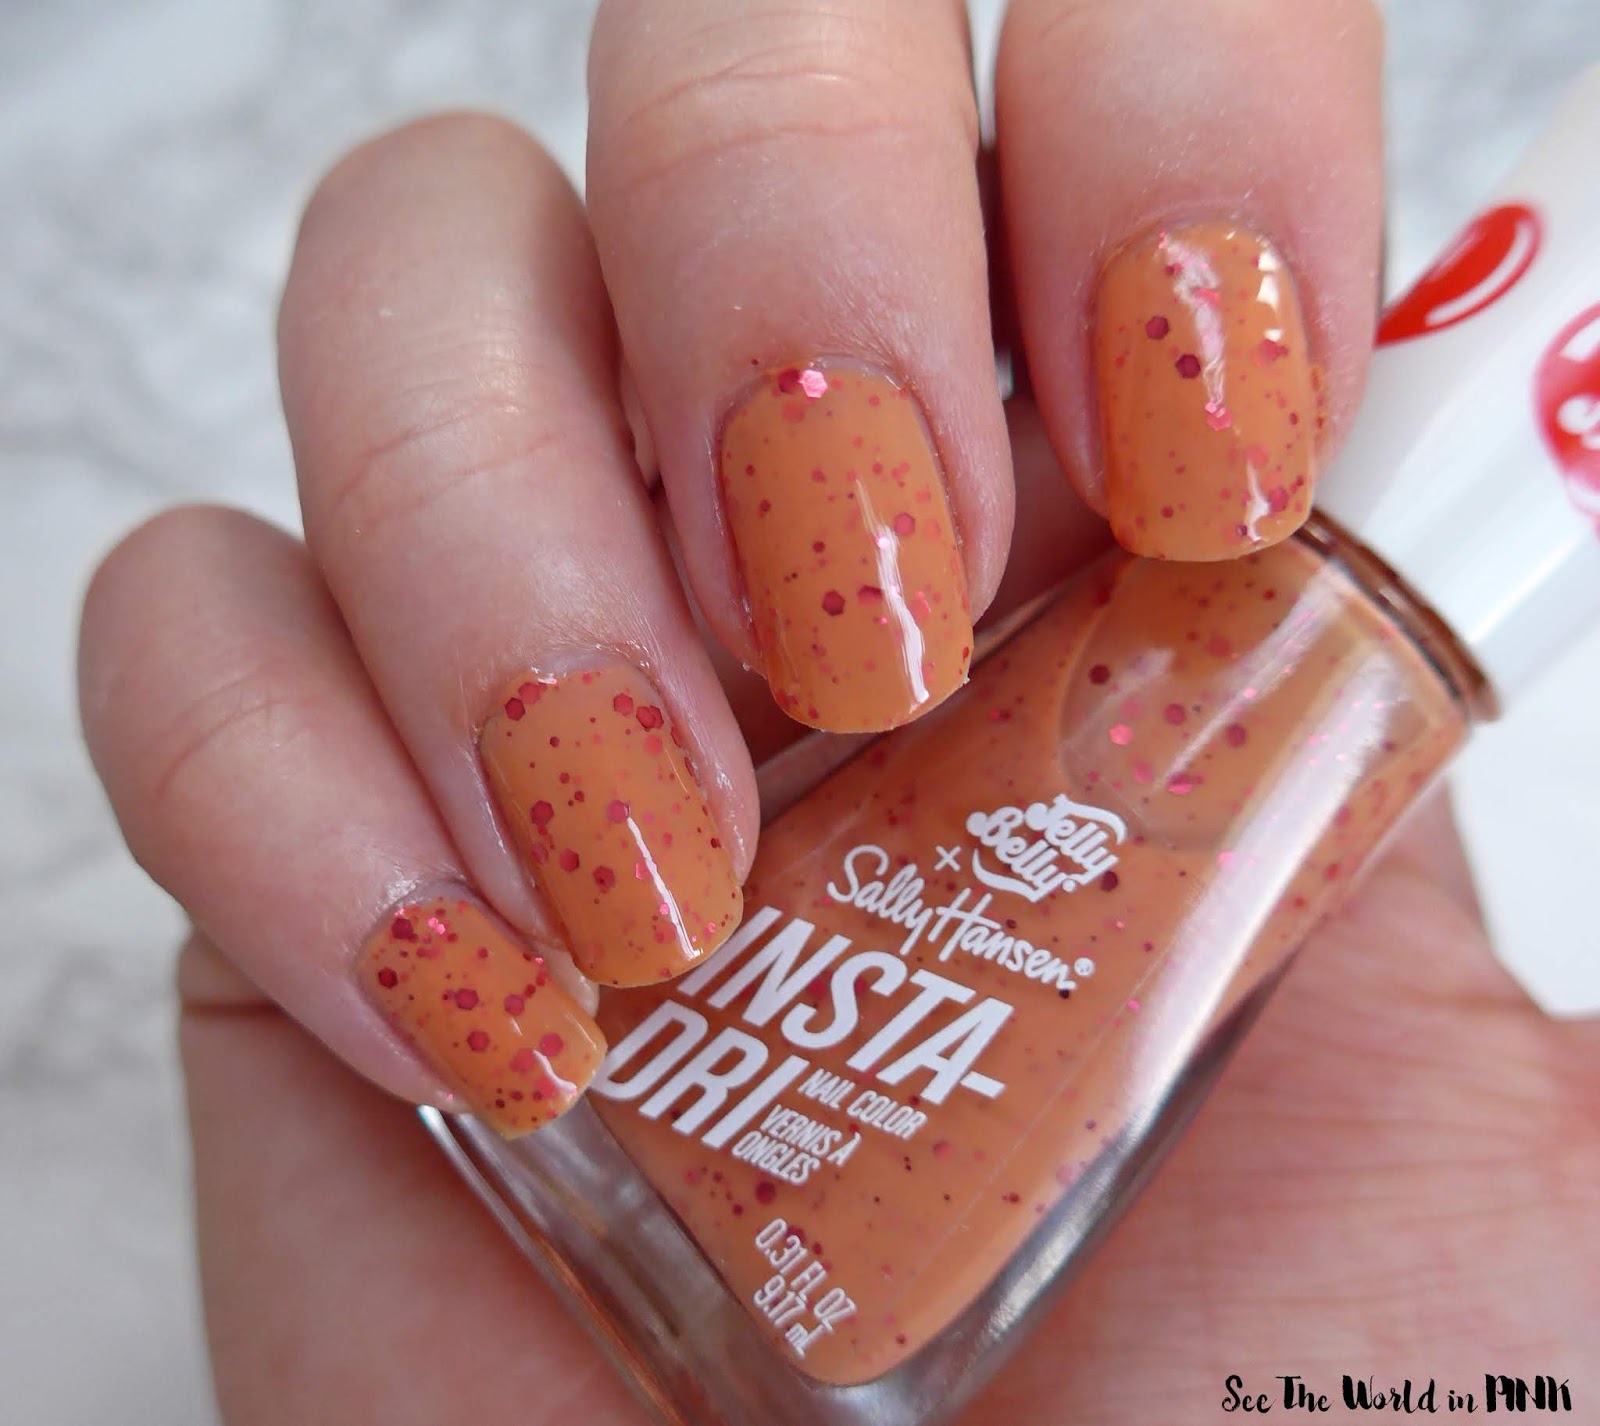 Jelly
Belly®
×
Sally Hansen®
INSTA-
DRI
NAIL COLOR
VERNIS À
ONGLES
0.31 FL OZ
9.17 mL
See The World in PINK